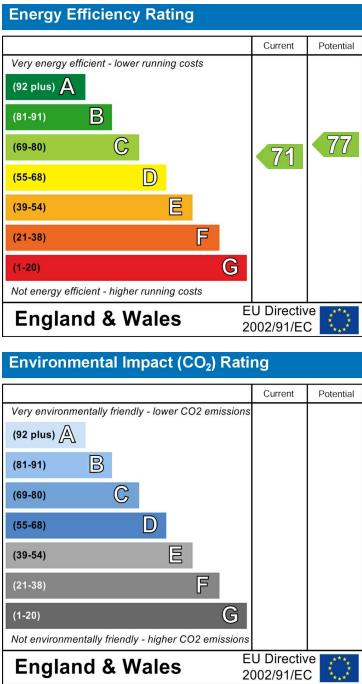 Energy Efficiency Rating
Current Potential
Very energy efficient - lower running costs
(92 plus) A
(81-91) B
(69-80) C
71
77
(55-68) D
(39-54) E
(21-38) F
(1-20) G
Not energy efficient - higher running costs
England & Wales
EU Directive
2002/91/EC
Environmental Impact (CO₂) Rating
Current Potential
Very environmentally friendly - lower CO2 emissions
(92 plus) A
(81-91) B
(69-80) C
(55-68) D
(39-54) E
(21-38) F
(1-20) G
Not environmentally friendly - higher CO2 emissions
England & Wales
EU Directive
2002/91/EC